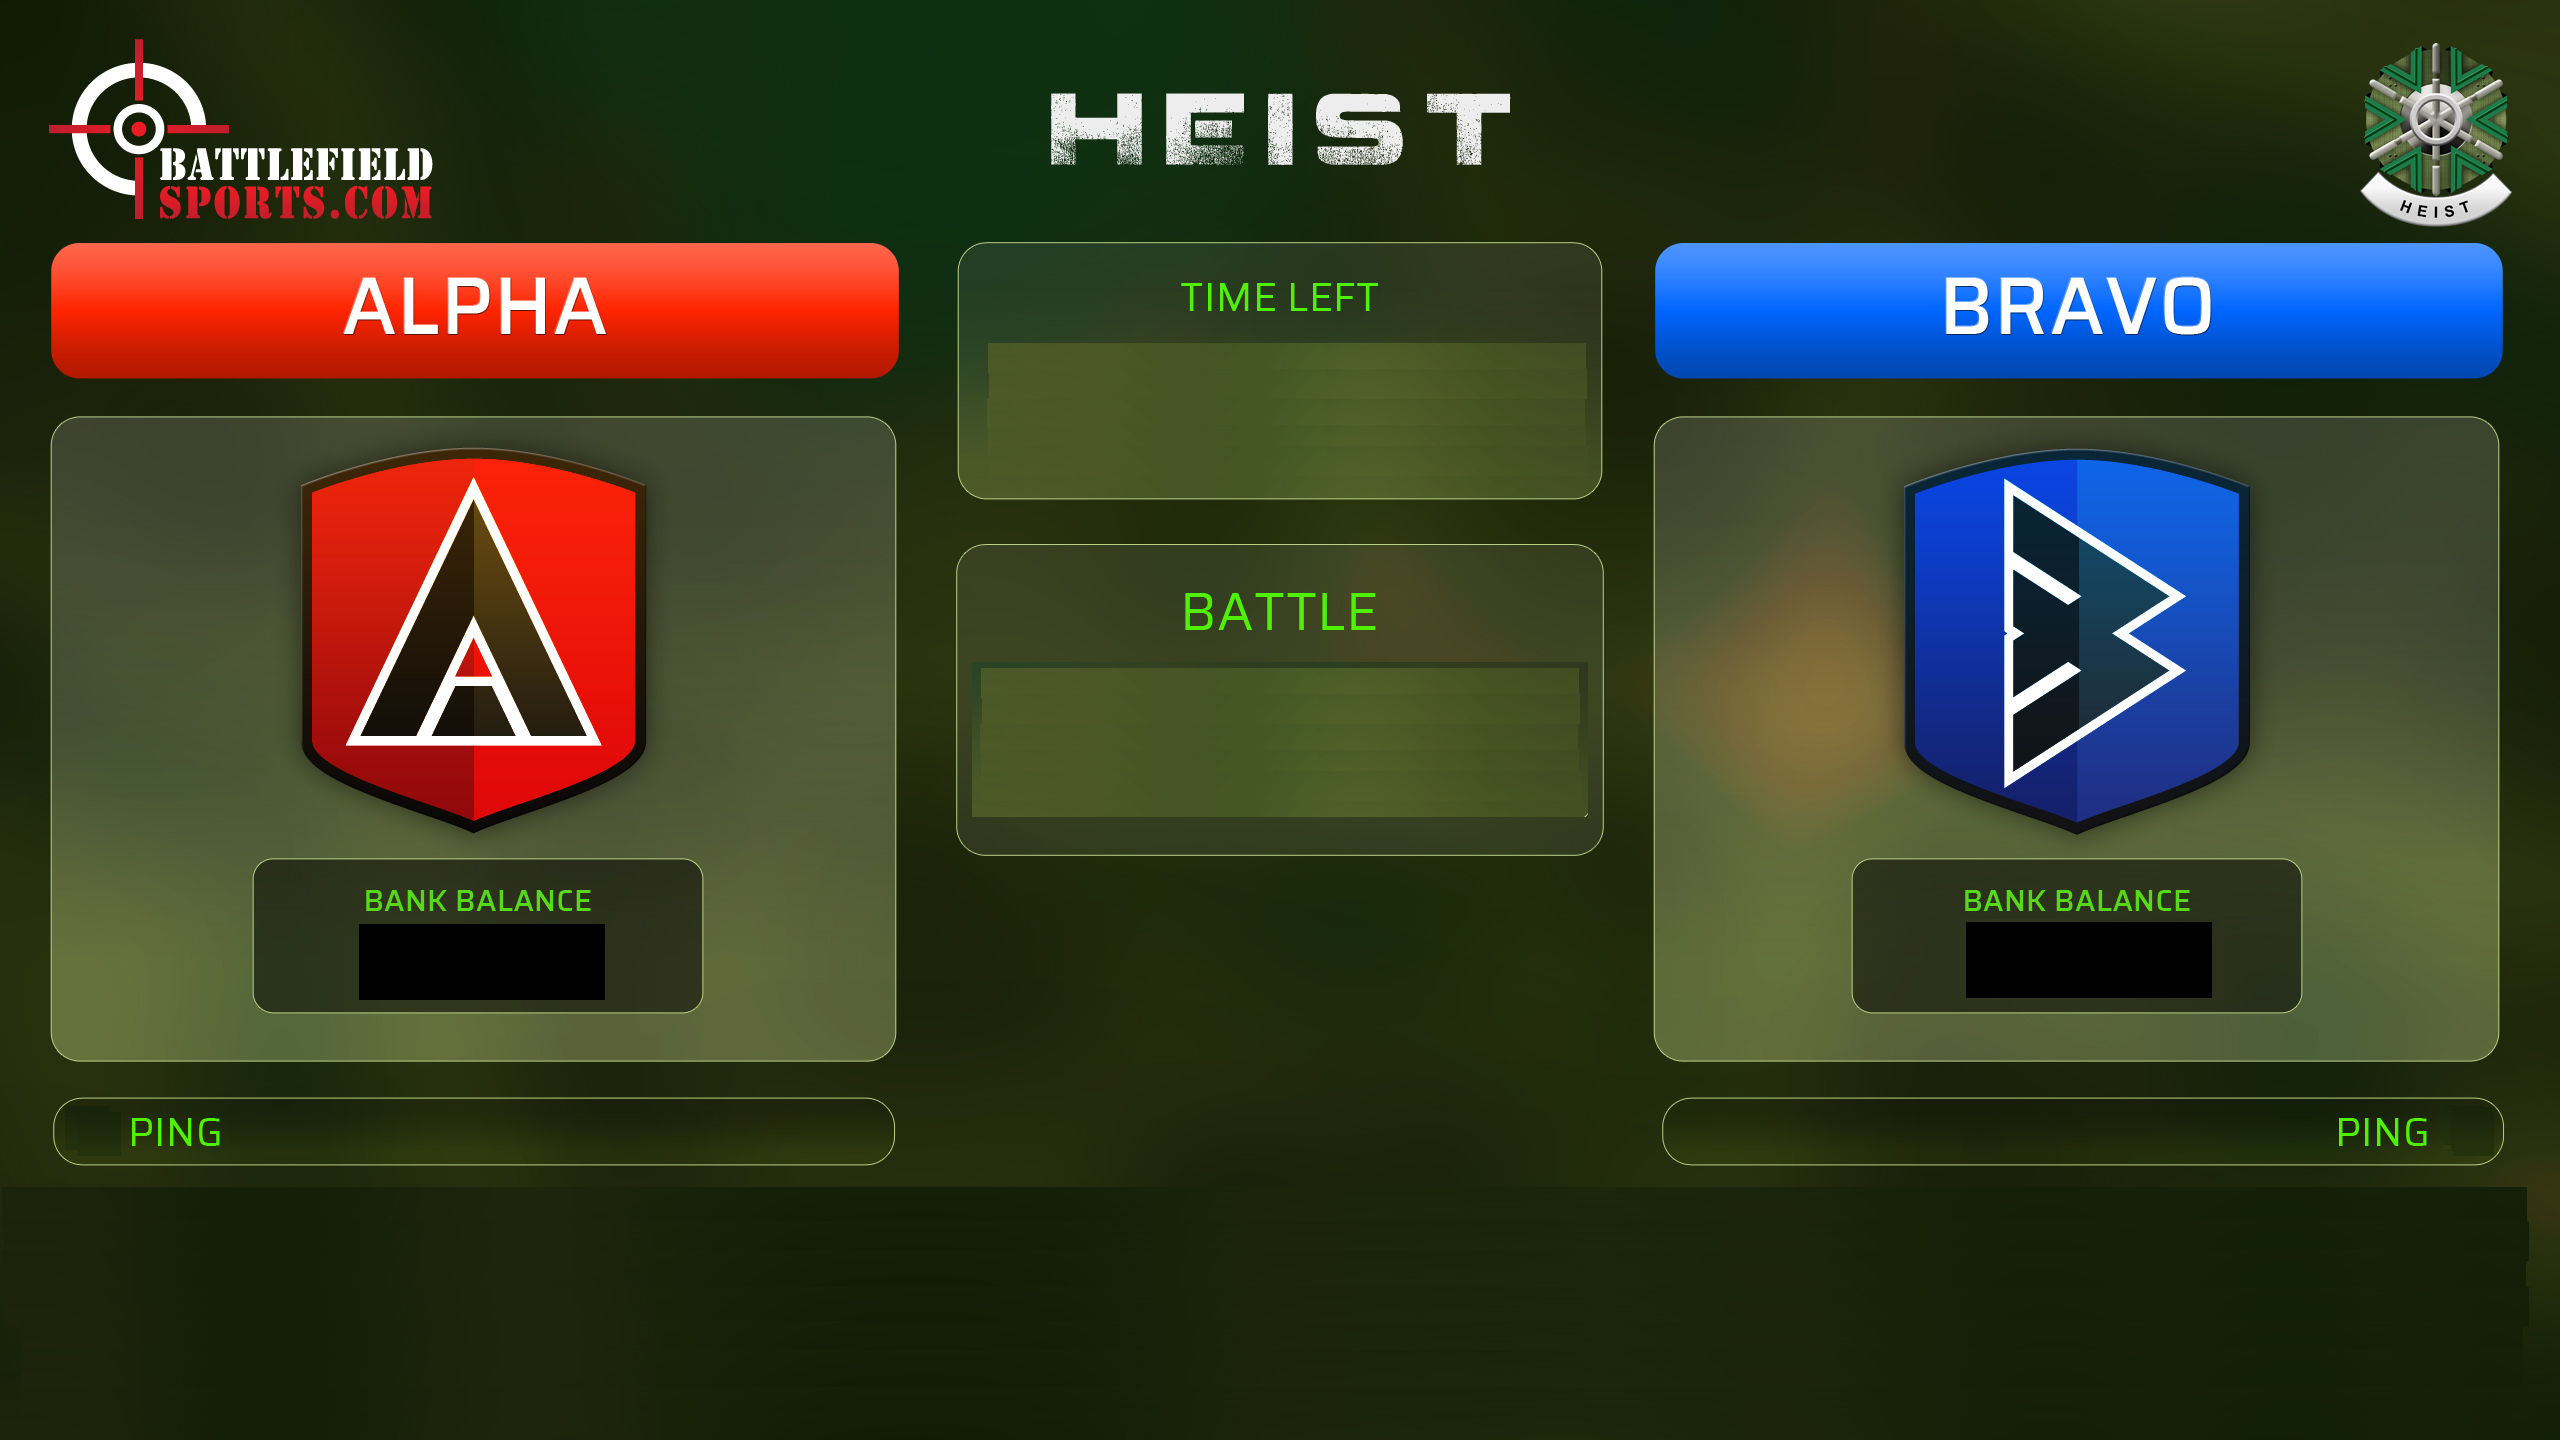 BATTLEFIELD
SPORTS.COM
HEIST
HEIST
ALPHA
TIME LEFT
BRAVO
BATTLE
BANK BALANCE
BANK BALANCE
PING
PING